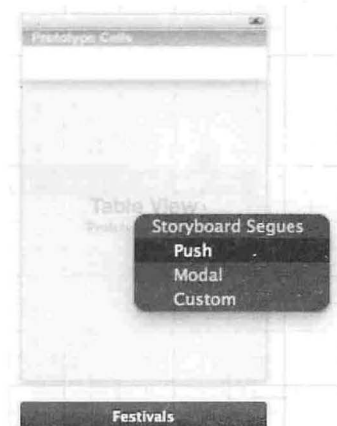 Prototype Cells
Table View
Storyboard Segues
Push
Modal
Custom
Festivals